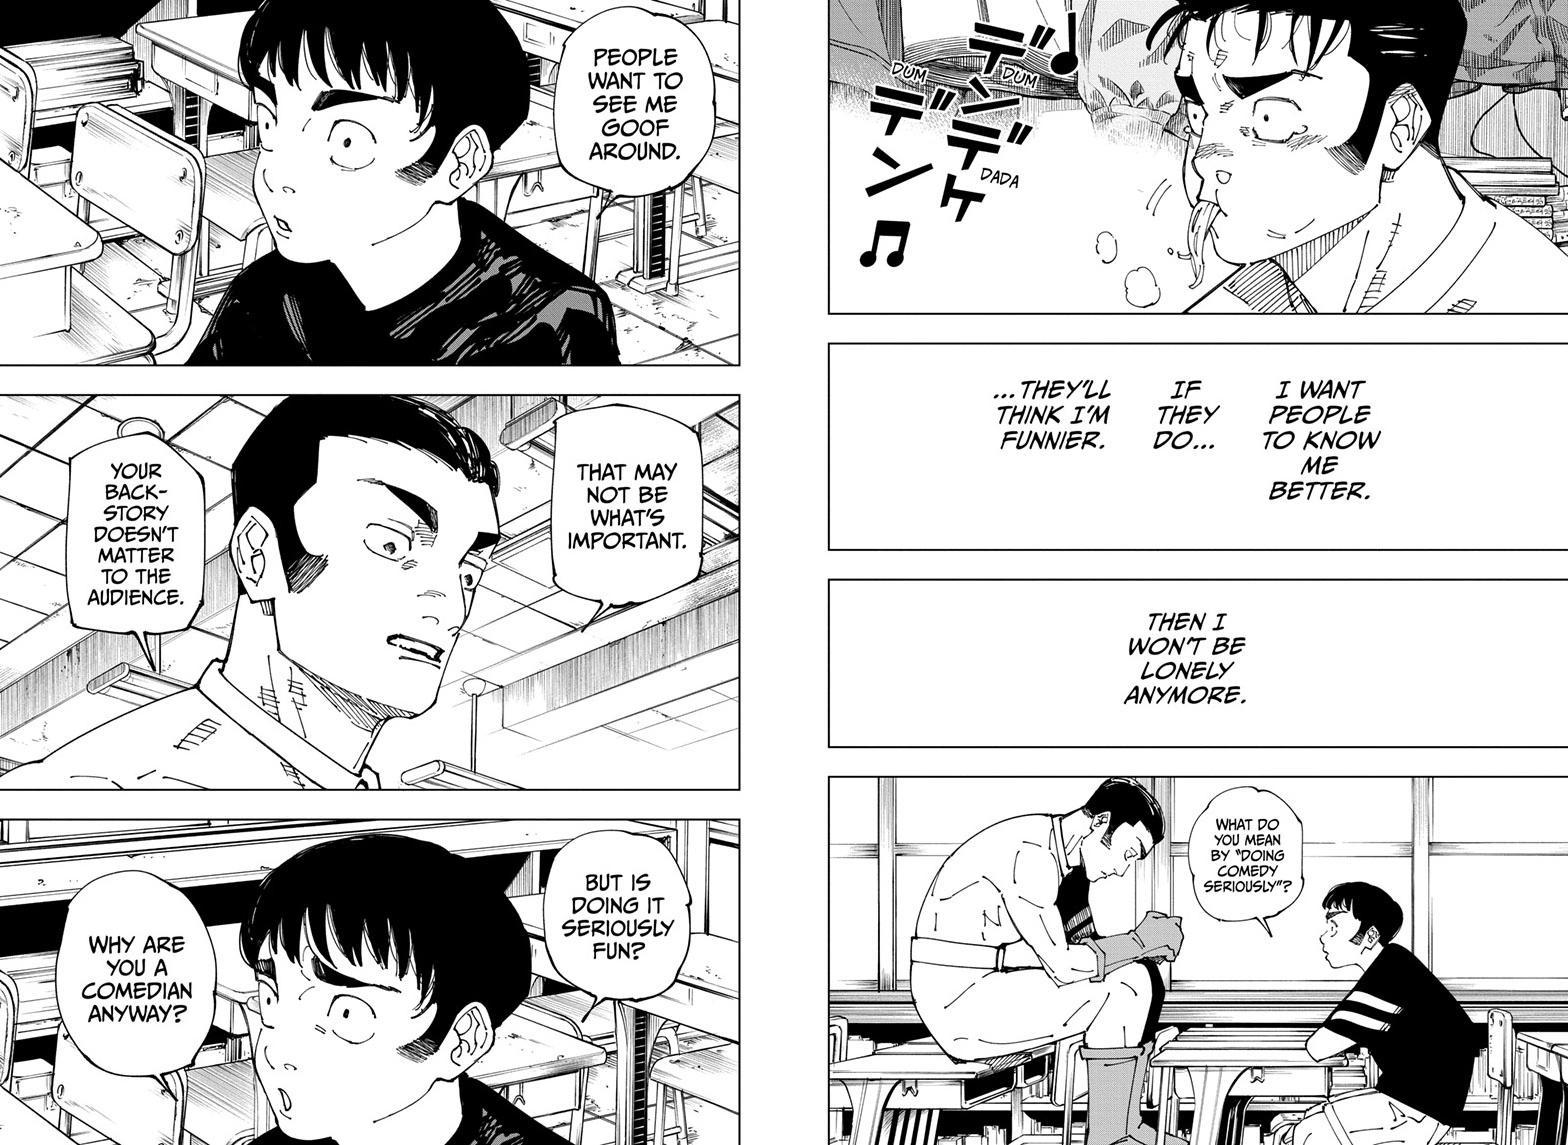 デンデンデケ
DUM
DUM
DADA
I WANT
PEOPLE
TO KNOW
ME
BETTER.
IF
THEY
DO...
...THEY'LL
THINK I'M
FUNNIER.
THEN I
WON'T BE
LONELY
ANYMORE.
WHAT DO
YOU MEAN
BY "DOING
COMEDY
SERIOUSLY"?
PEOPLE
WANT TO
SEE ME
GOOF
AROUND.
THAT MAY
NOT BE
WHAT'S
IMPORTANT.
YOUR
BACK-
STORY
DOESN'T
MATTER
TO THE
AUDIENCE.
BUT IS
DOING IT
SERIOUSLY
FUN?
WHY ARE
YOU A
COMEDIAN
ANYWAY?